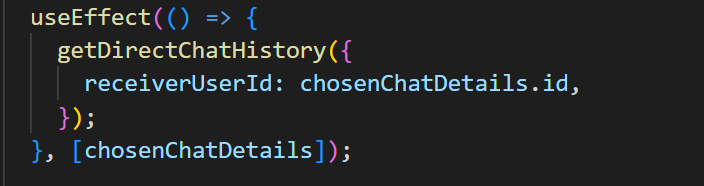 useEffect(() => {
  getDirectChatHistory({
    receiverUserId: chosenChatDetails.id,
  });
}, [chosenChatDetails]);